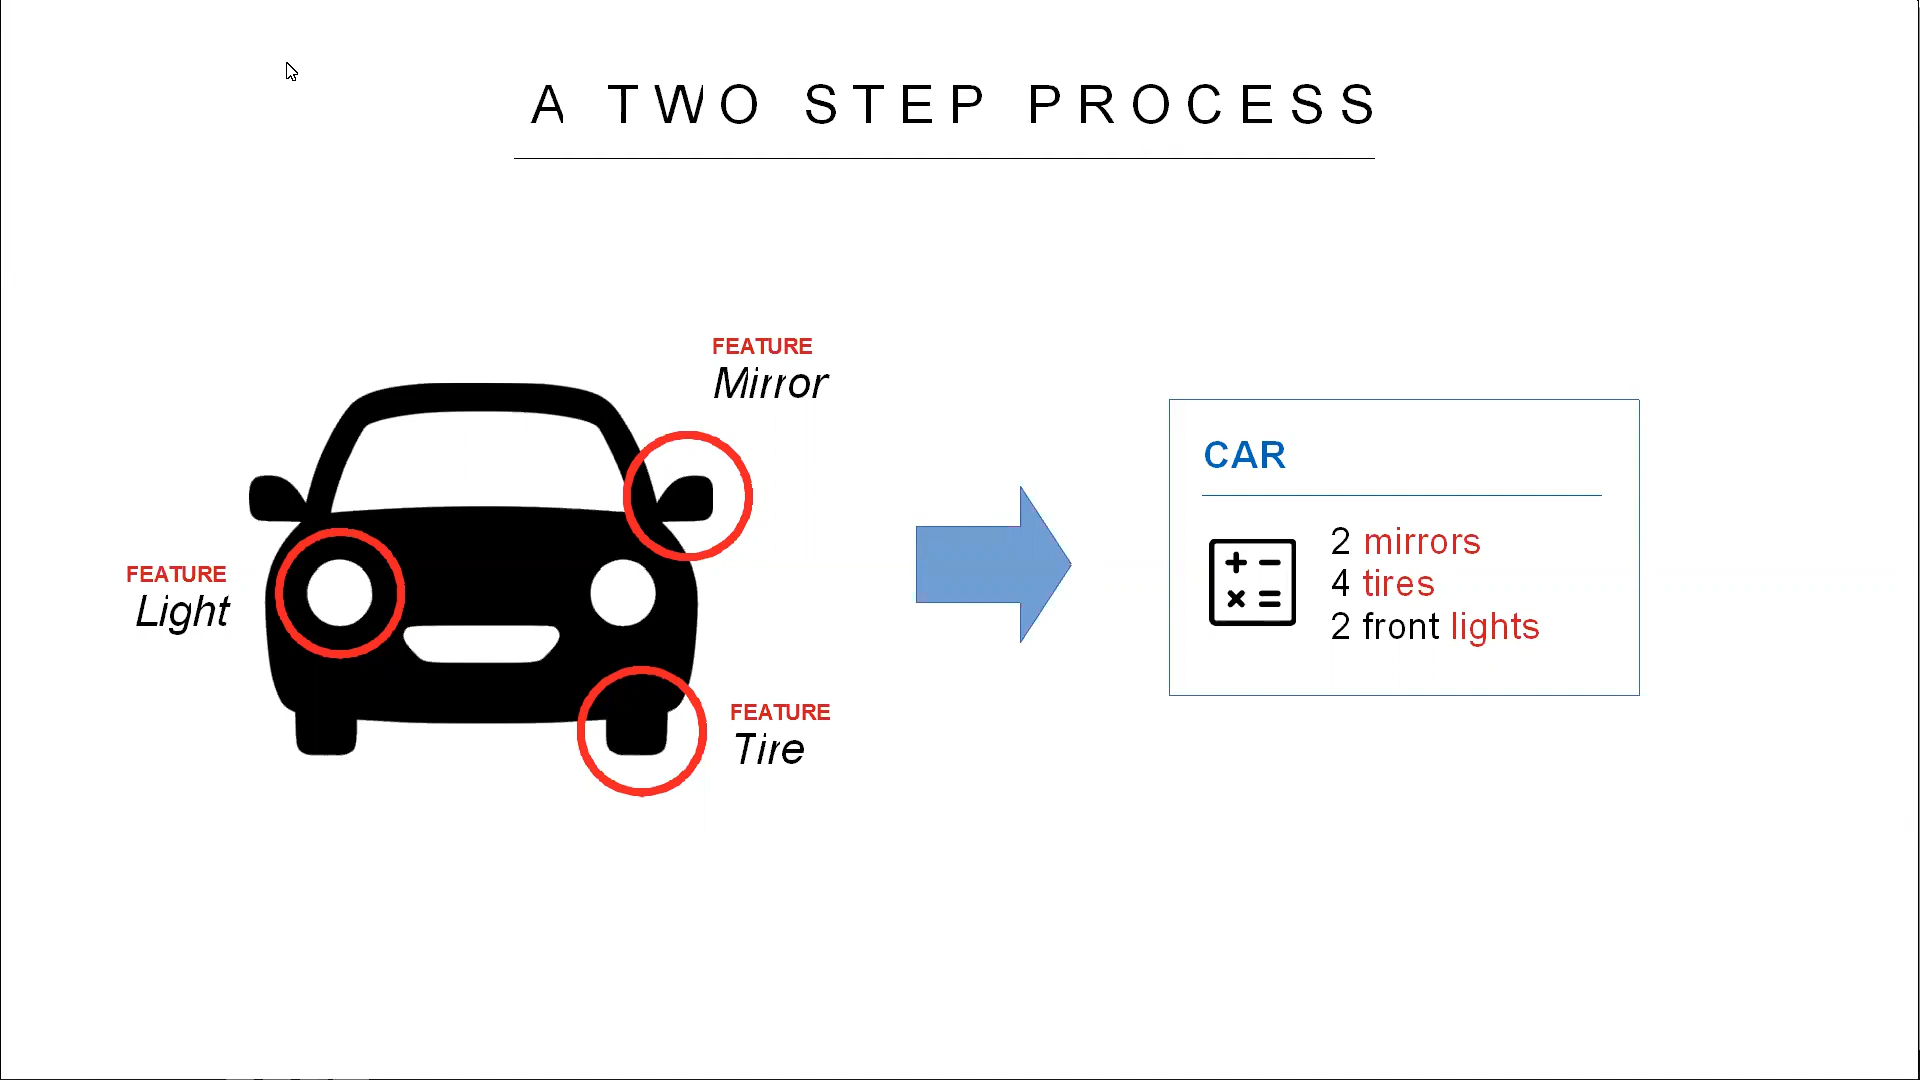 A TWO STEP PROCESS
FEATURE
Mirror
FEATURE
Light
FEATURE
Tire
CAR
2 mirrors
4 tires
2 front lights